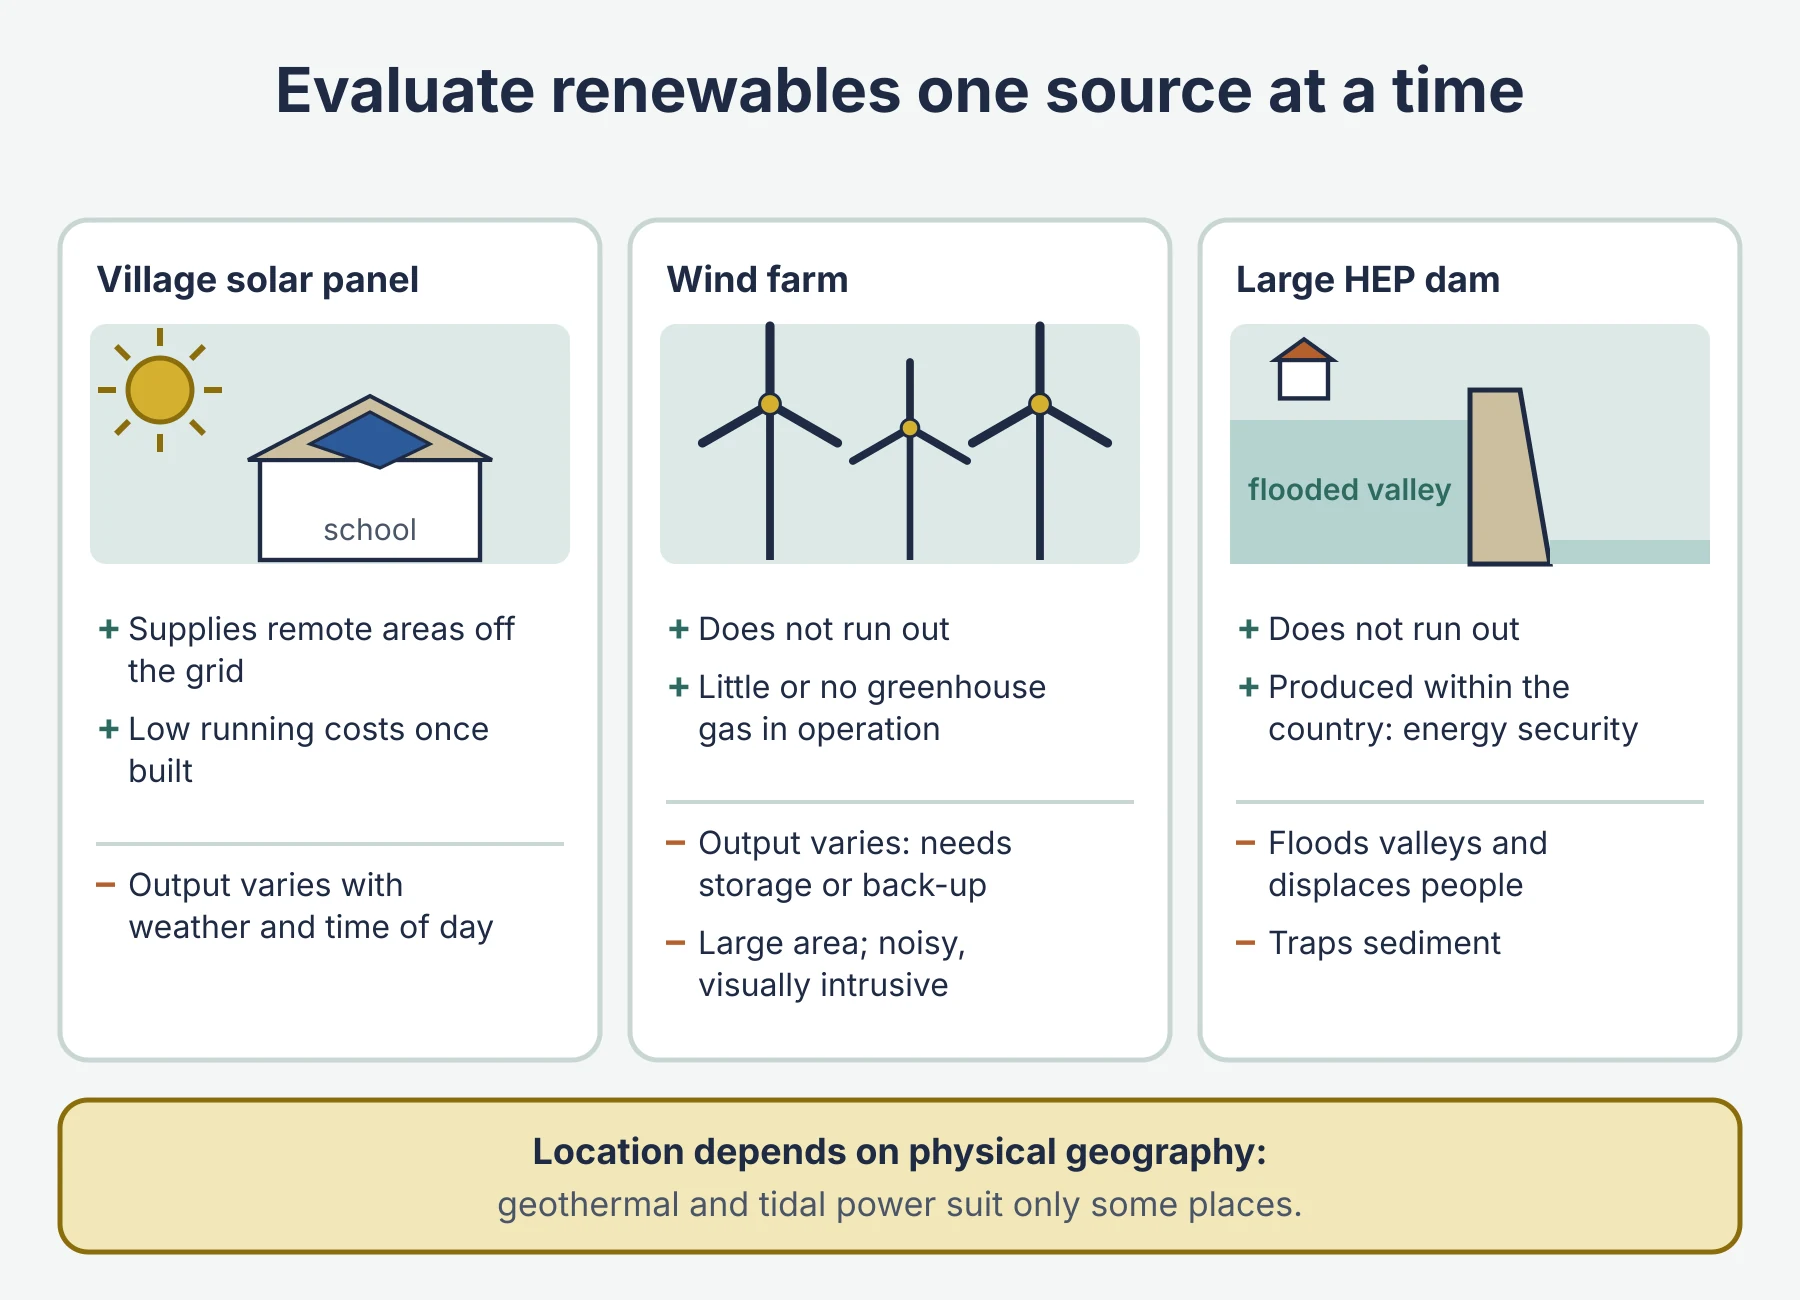 Evaluate renewables one source at a time
Village solar panel
school
+ Supplies remote areas off
the grid
+ Low running costs once
built
− Output varies with
weather and time of day
Wind farm
+ Does not run out
+ Little or no greenhouse
gas in operation
− Output varies: needs
storage or back-up
− Large area; noisy,
visually intrusive
Large HEP dam
flooded valley
+ Does not run out
+ Produced within the
country: energy security
− Floods valleys and
displaces people
− Traps sediment
Location depends on physical geography:
geothermal and tidal power suit only some places.